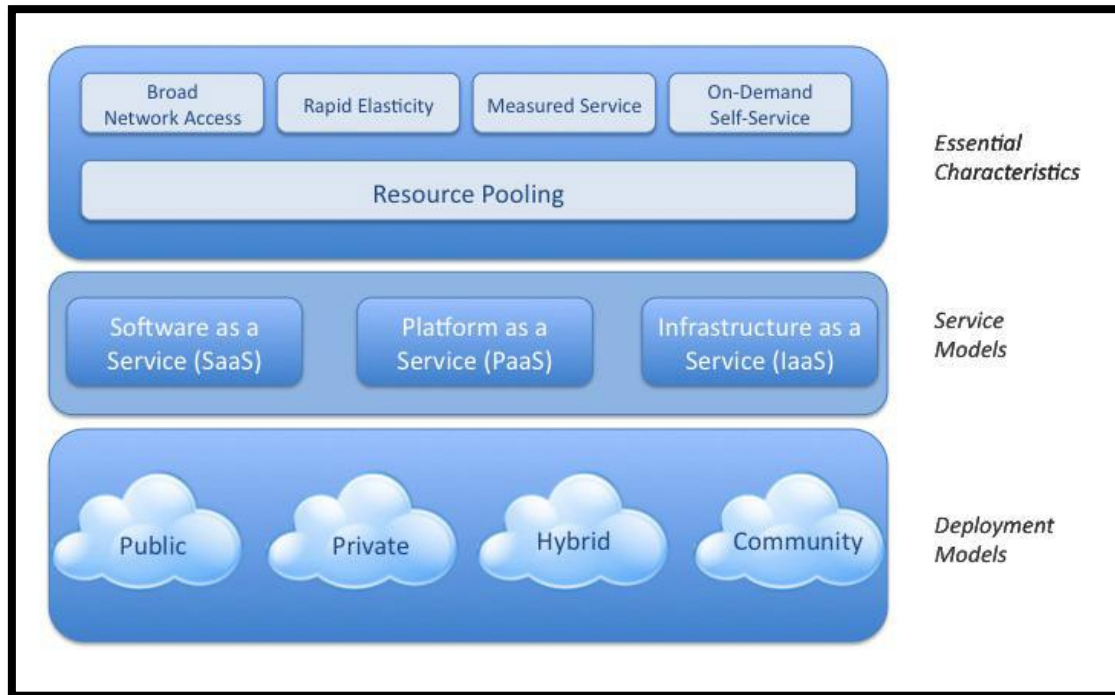 Broad
Network Access
Rapid Elasticity
Measured Service
On-Demand
Self-Service
Resource Pooling
Essential
Characteristics
Software as a
Service (SaaS)
Platform as a
Service (PaaS)
Infrastructure as a
Service (IaaS)
Service
Models
Public
Private
Hybrid
Community
Deployment
Models